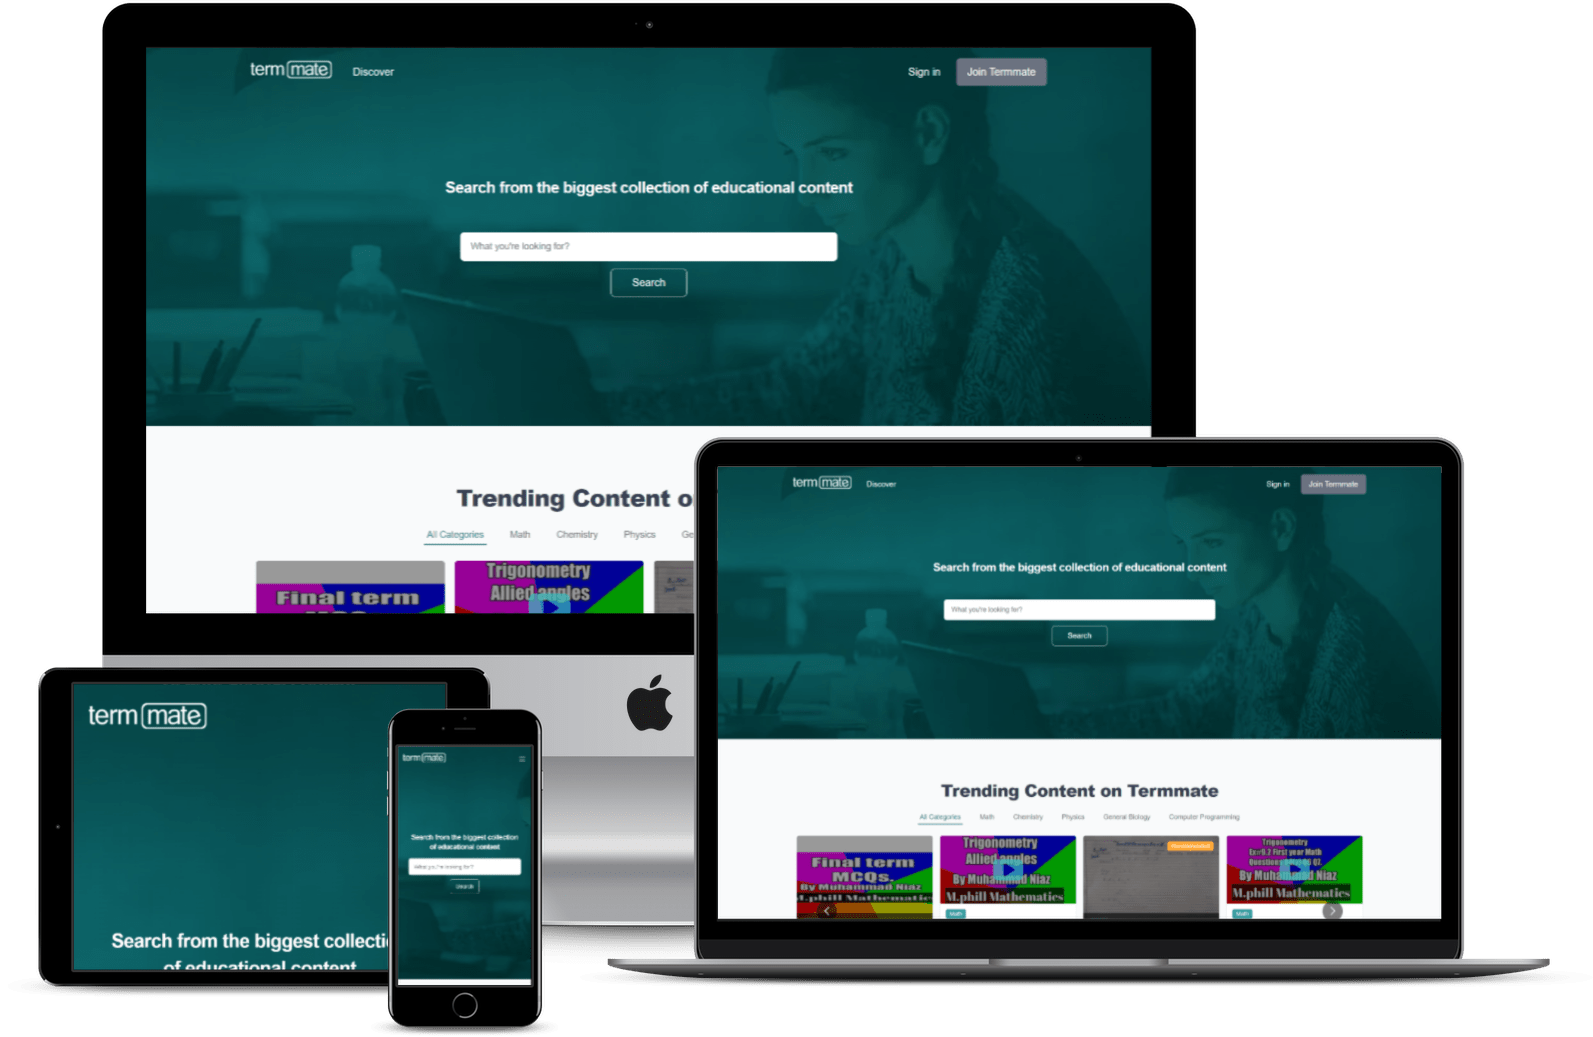 term mate Discover Sign in Join Termmate
Search from the biggest collection of educational content
What you're looking for?
Search
Trending Content o
All Categories Math Chemistry Physics Ge
Final term
Trigonometry
Allied angles
term mate Discover Sign in Join Termmate
Search from the biggest collection of educational content
What you're looking for?
Search
Trending Content on Termmate
All Categories Math Chemistry Physics General Biology Computer Programming
Final term
MCQs.
By Muhammad Niaz
M.phill Mathematics
Trigonometry
Allied angles
By Muhammad Niaz
M.phill Mathematics
Math
Trigonometry
Ex=9.2 First year Math
By Muhammad Niaz
M.phill Mathematics
Math
term mate
Search from the biggest collecti
of educational content
term mate
Search from the biggest collection
of educational content
What you're looking for?
Search